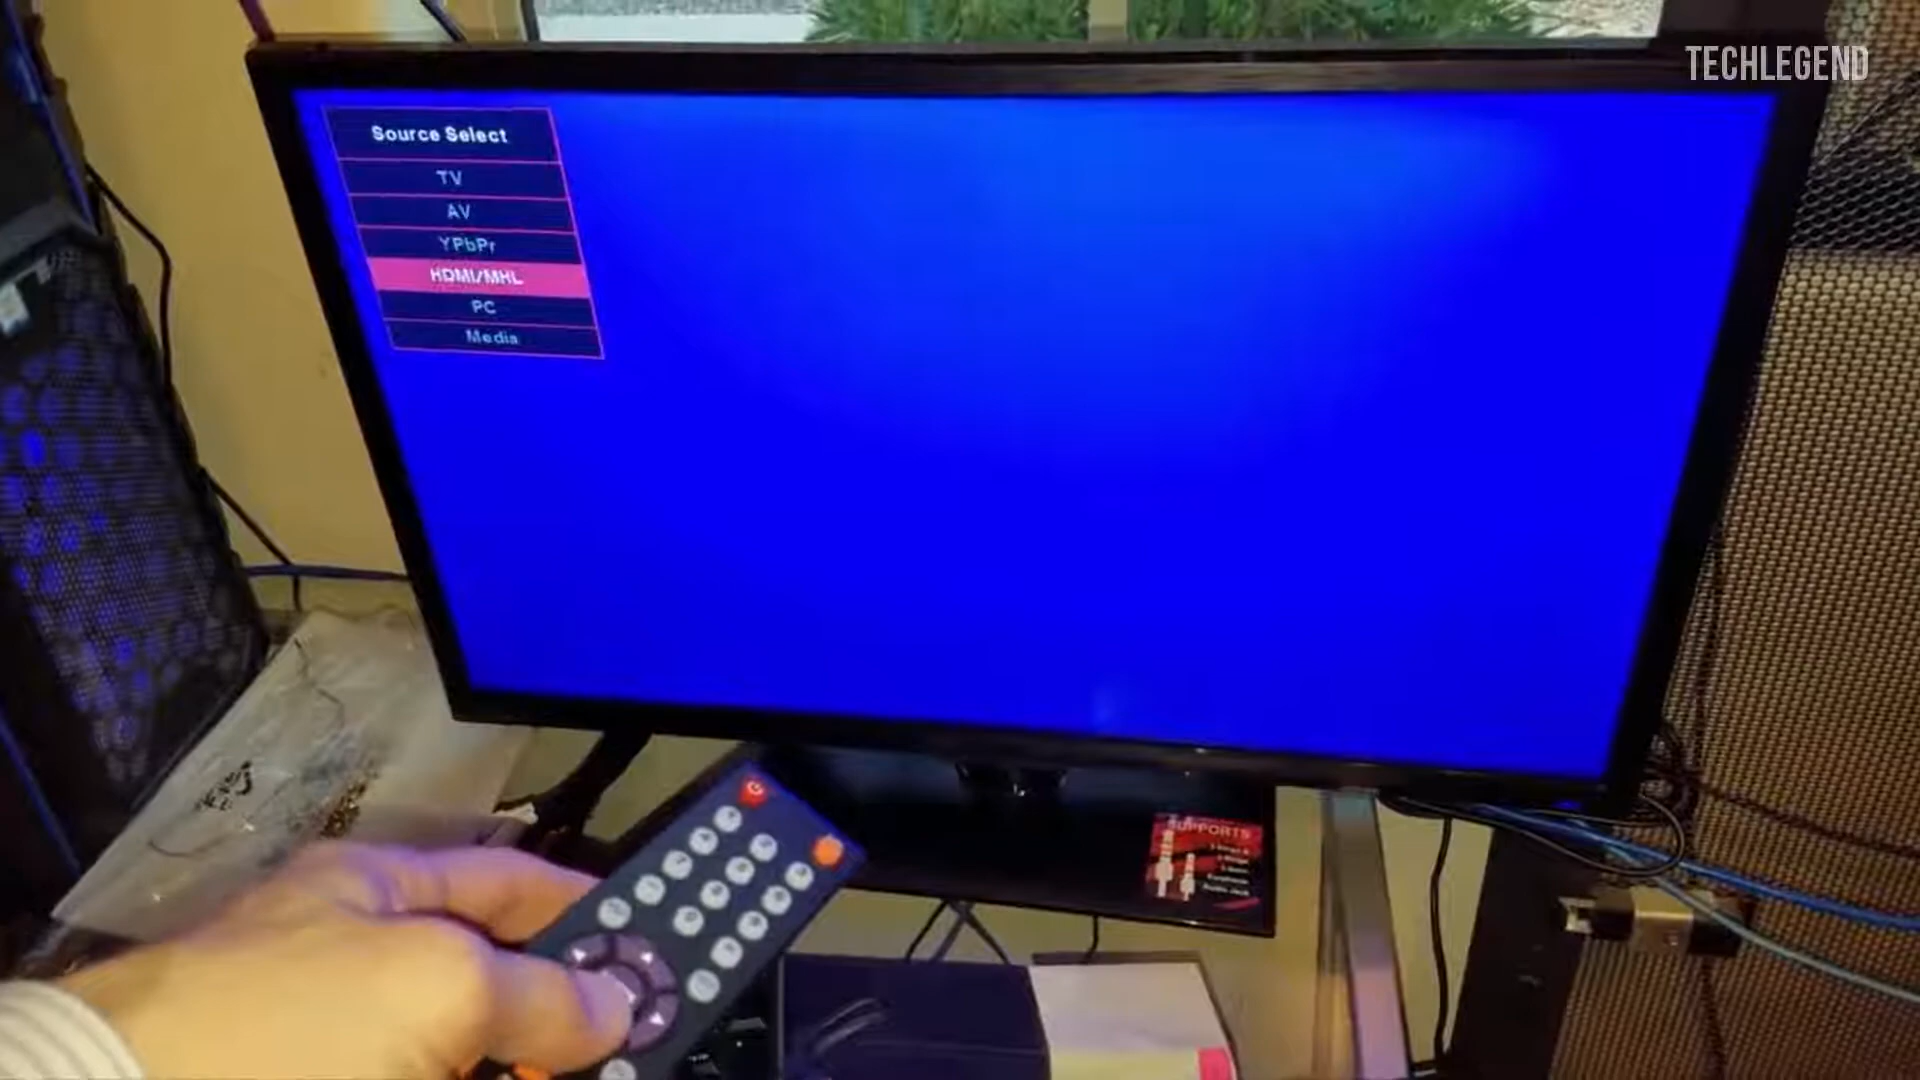 TECHLEGEND
Source Select
TV
AV
YPbPr
HDMI/MHL
PC
Media
SUPPORTS